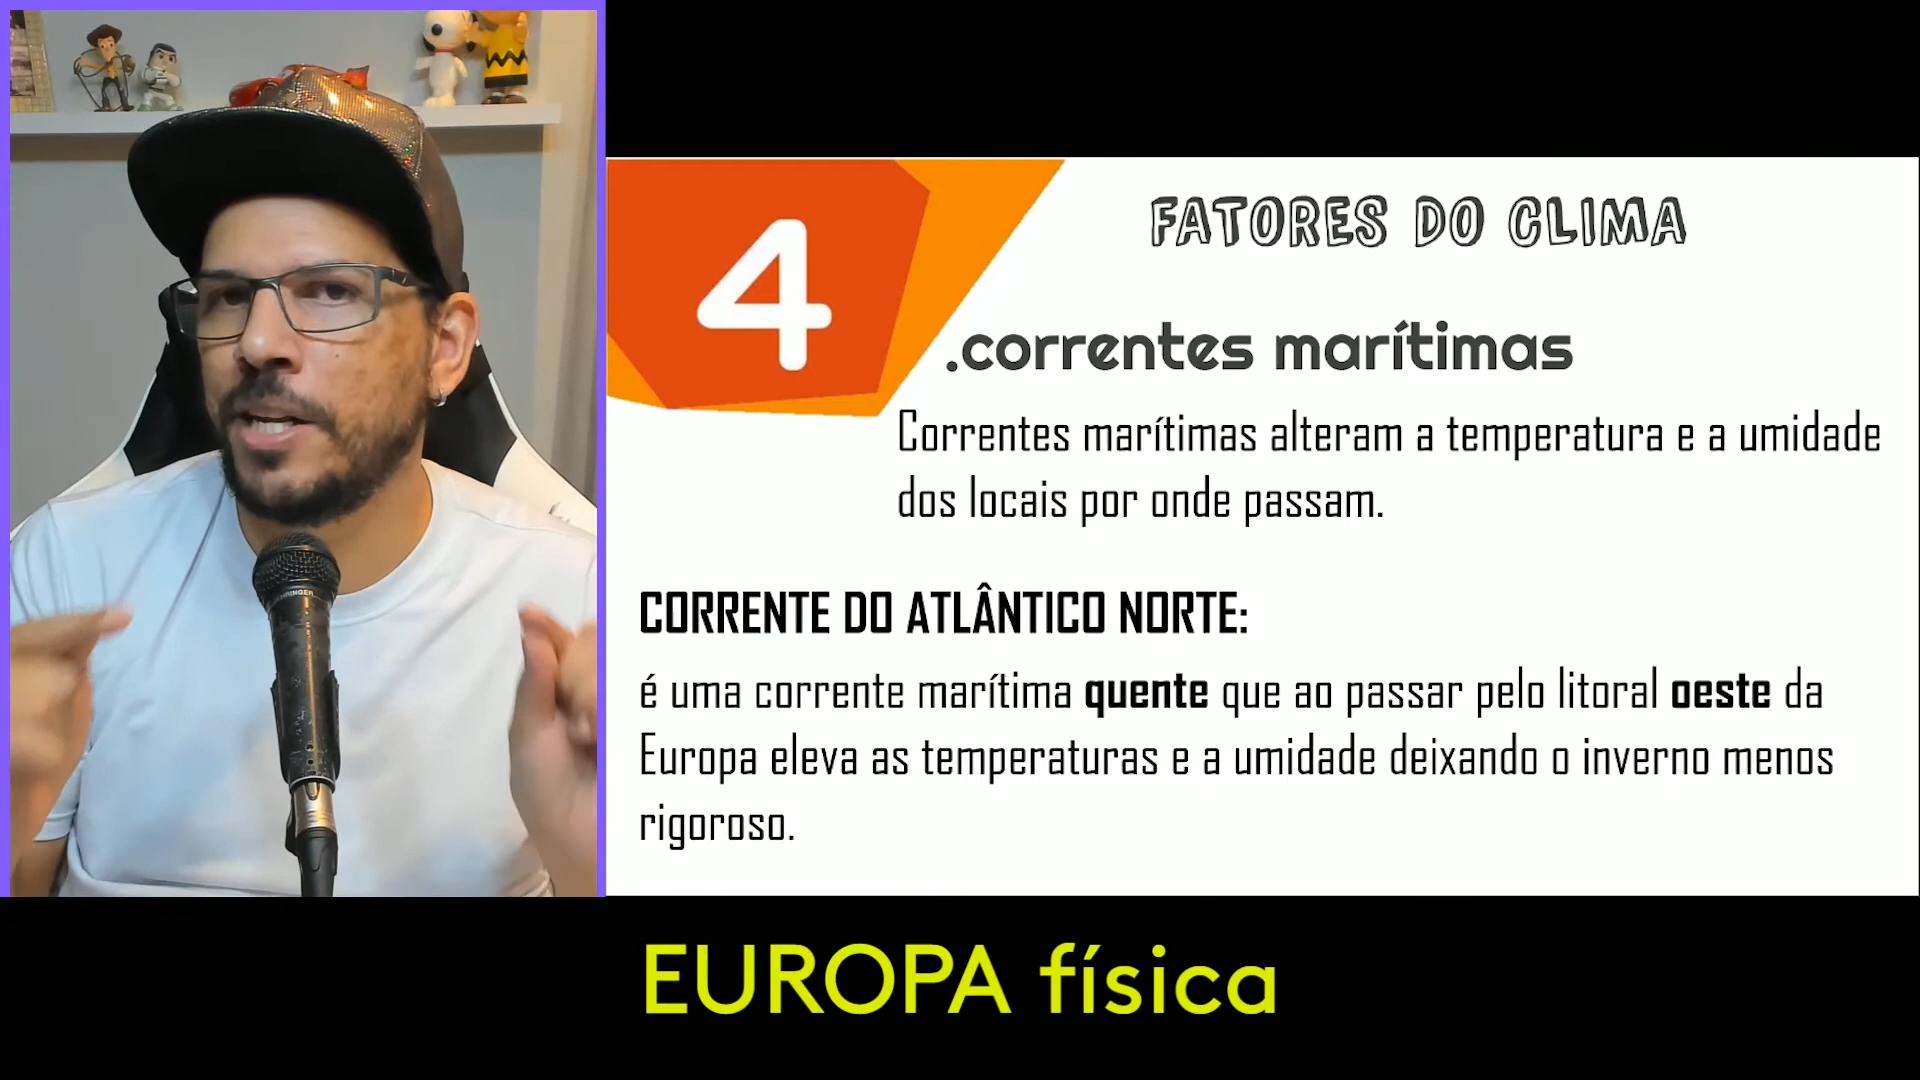 4
FATORES DO CLIMA
.correntes marítimas
Correntes marítimas alteram a temperatura e a umidade
dos locais por onde passam.
CORRENTE DO ATLÂNTICO NORTE:
é uma corrente marítima quente que ao passar pelo litoral oeste da
Europa eleva as temperaturas e a umidade deixando o inverno menos
rigoroso.
EUROPA física